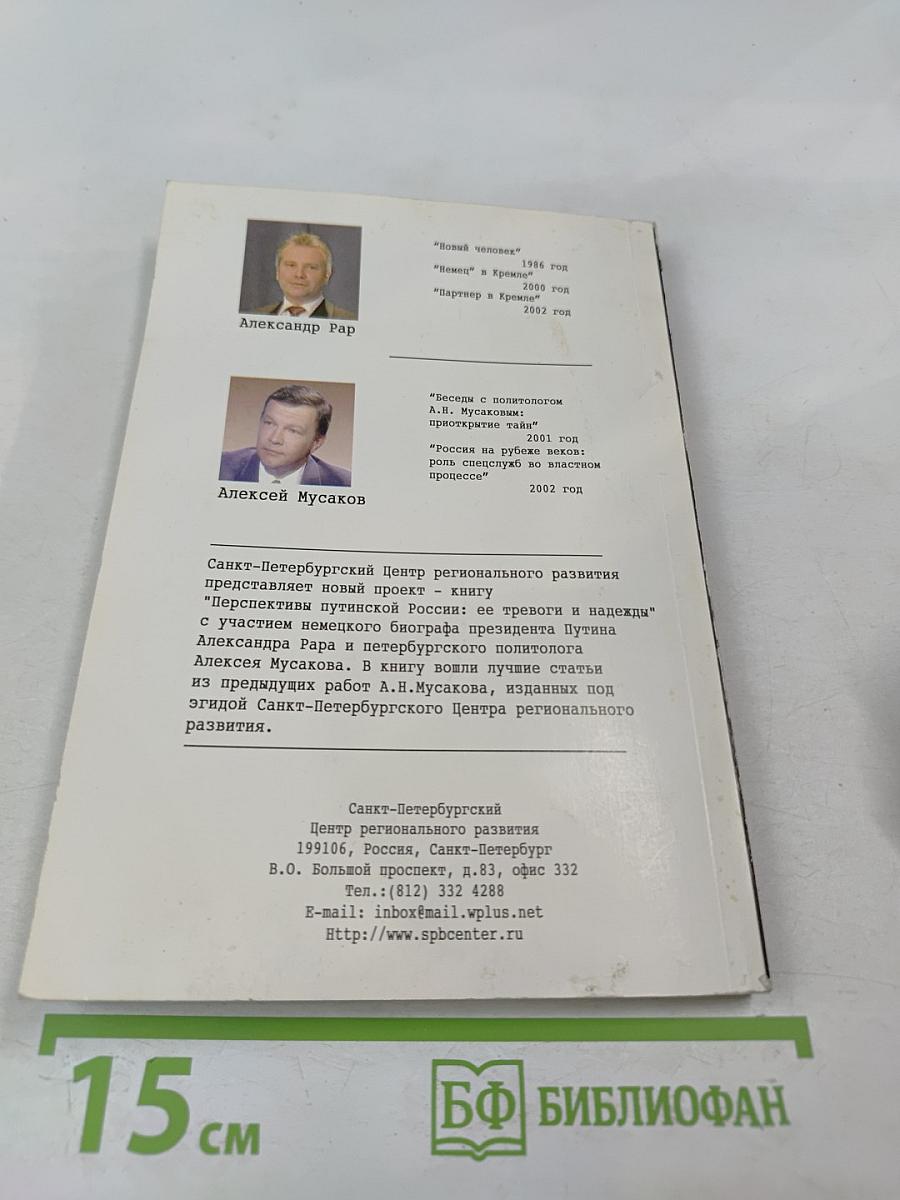 "Новый человек"
1986 год
"Немец" в Кремле"
2000 год
"Партнер в Кремле"
2002 год
Александр Рар
"Беседы с политологом
А.Н. Мусаковым:
приоткрытие тайн"
2001 год
"Россия на рубеже веков:
роль спецслужб во властном
процессе"
2002 год
Алексей Мусаков
Санкт-Петербургский Центр регионального развития
представляет новый проект - книгу
"Перспективы путинской России: ее тревоги и надежды"
с участием немецкого биографа президента Путина
Александра Рара и петербургского политолога
Алексея Мусакова. В книгу вошли лучшие статьи
из предыдущих работ А.Н.Мусакова, изданных под
эгидой Санкт-Петербургского Центра регионального
развития.
Санкт-Петербургский
Центр регионального развития
199106, Россия, Санкт-Петербург
В.О. Большой проспект, д.83, офис 332
Тел.:(812) 332 4288
E-mail: inbox@mail.wplus.net
Http://www.spbcenter.ru
15 см
БФ БИБЛИОФАН